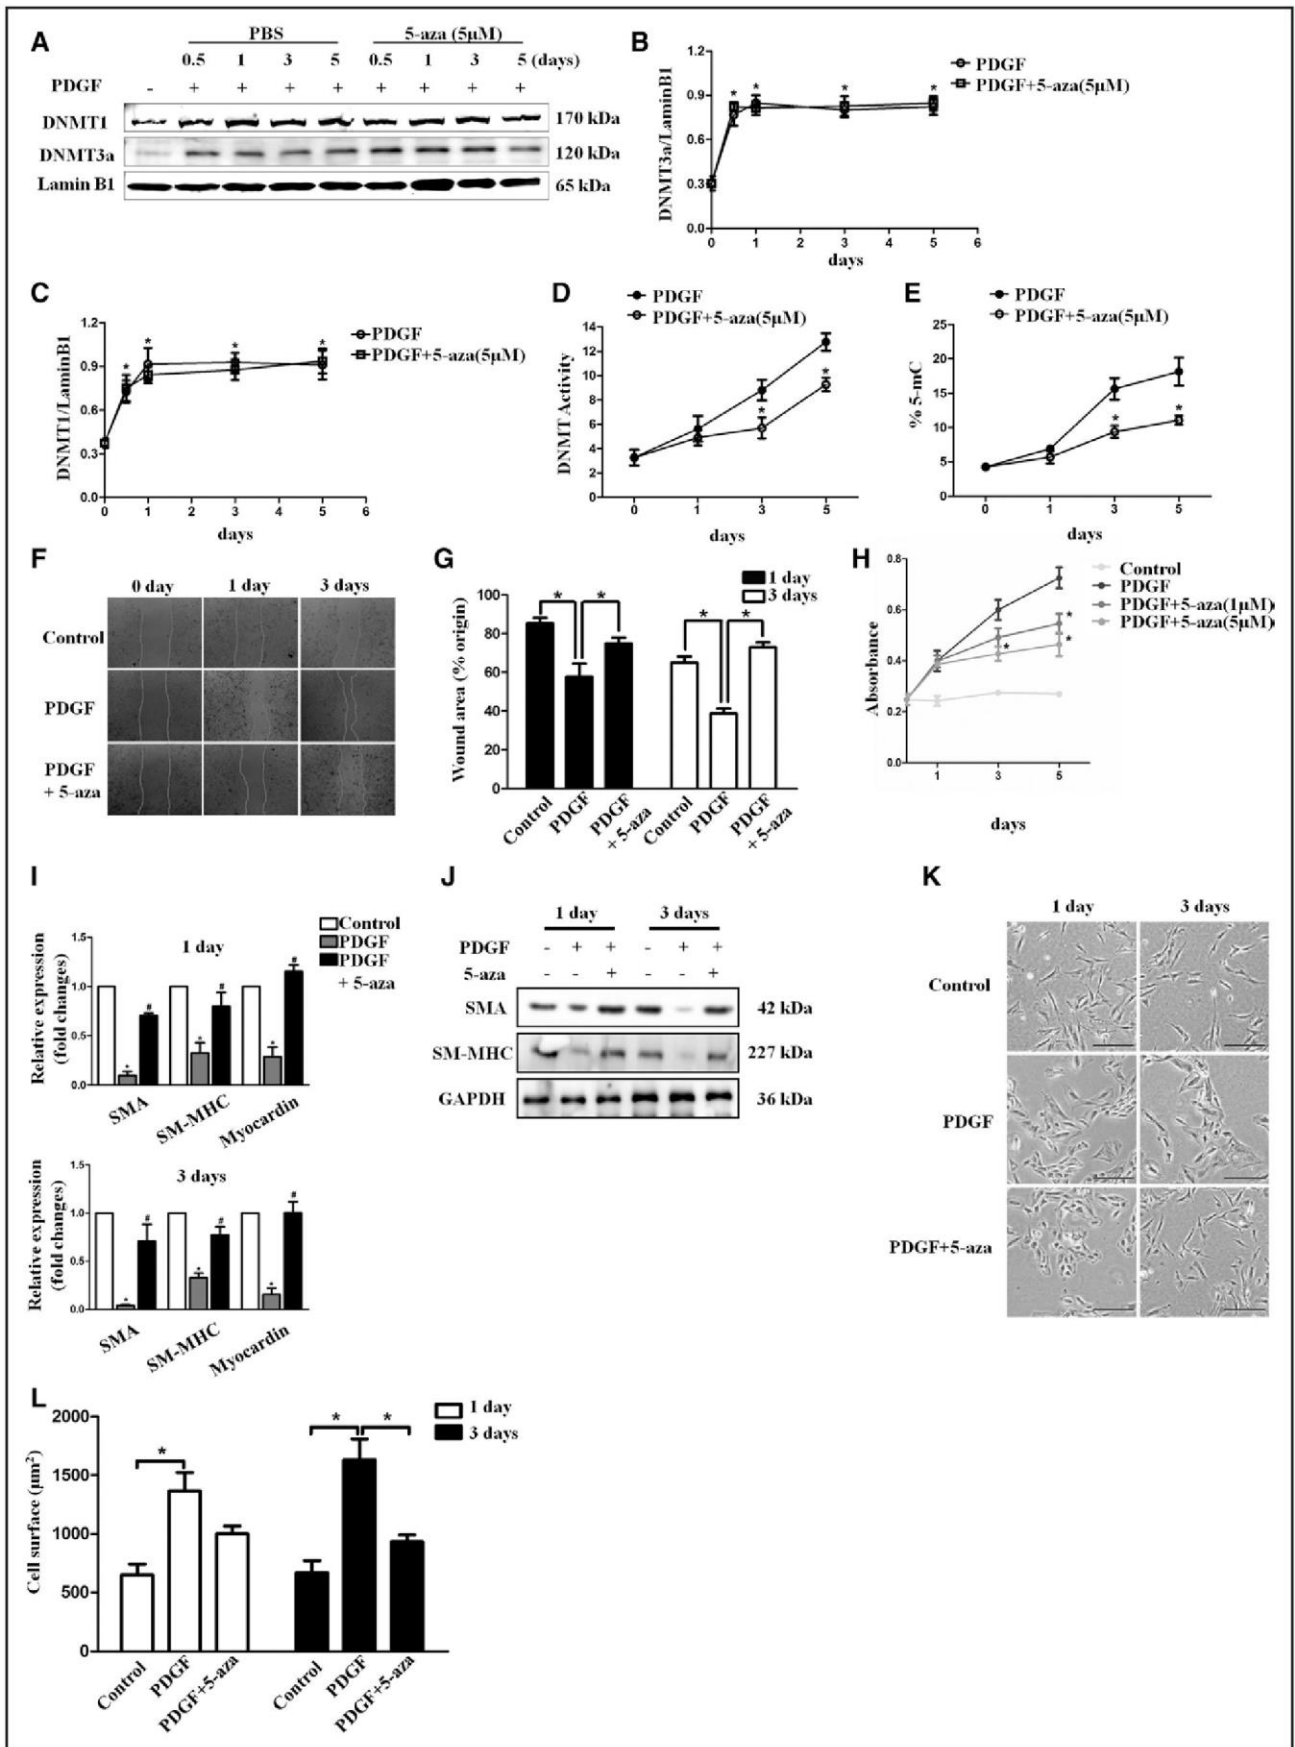 A
PBS 5-aza (5μM)
0.5 1 3 5 0.5 1 3 5 (days)
PDGF - + + + + + + + +
DNMT1 170 kDa
DNMT3a 120 kDa
Lamin B1 65 kDa
B
PDGF
PDGF+5-aza(5μM)
DNMT3a/LaminB1
1.2
0.9
0.6
0.3
0.0
* * * *
0 1 2 3 4 5 6
days
C
PDGF
PDGF+5-aza(5μM)
DNMT1/LaminB1
1.2
0.9
0.6
0.3
0.0
* * * *
0 1 2 3 4 5 6
days
D
PDGF
PDGF+5-aza(5μM)
DNMT Activity
14
12
10
8
6
4
2
0
* *
0 1 3 5
days
E
PDGF
PDGF+5-aza(5μM)
% 5-mC
25
20
15
10
5
0
* *
0 1 3 5
days
F
0 day 1 day 3 days
Control
PDGF
PDGF
+ 5-aza
G
1 day
3 days
Wound area (% origin)
100
80
60
40
20
0
* * * *
Control PDGF PDGF + 5-aza Control PDGF PDGF + 5-aza
H
Control
PDGF
PDGF+5-aza(1μM)
PDGF+5-aza(5μM)
Absorbance
0.8
0.6
0.4
0.2
0.0
* * *
1 3 5
days
I
Control
PDGF
PDGF
+ 5-aza
1 day
Relative expression
(fold changes)
1.5
1.0
0.5
0.0
* # * # * #
SMA SM-MHC Myocardin
3 days
Relative expression
(fold changes)
1.5
1.0
0.5
0.0
* # * # * #
SMA SM-MHC Myocardin
J
1 day 3 days
PDGF - + + - + +
5-aza - - + - - +
SMA 42 kDa
SM-MHC 227 kDa
GAPDH 36 kDa
K
1 day 3 days
Control
PDGF
PDGF+5-aza
L
1 day
3 days
Cell surface (μm²)
2000
1500
1000
500
0
* * *
Control PDGF PDGF+5-aza Control PDGF PDGF+5-aza